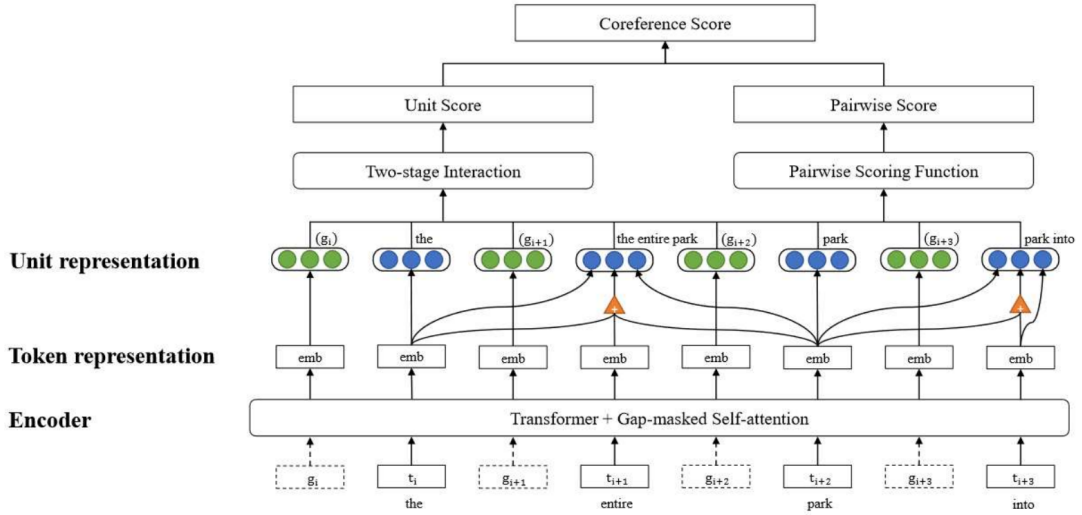 Coreference Score
Unit Score Pairwise Score
Two-stage Interaction Pairwise Scoring Function
Unit representation (gᵢ) the (gᵢ₊₁) the entire park (gᵢ₊₂) park (gᵢ₊₃) park into
+ +
Token representation emb emb emb emb emb emb emb emb
Encoder Transformer + Gap-masked Self-attention
gᵢ tᵢ gᵢ₊₁ tᵢ₊₁ gᵢ₊₂ tᵢ₊₂ gᵢ₊₃ tᵢ₊₃
the entire park into